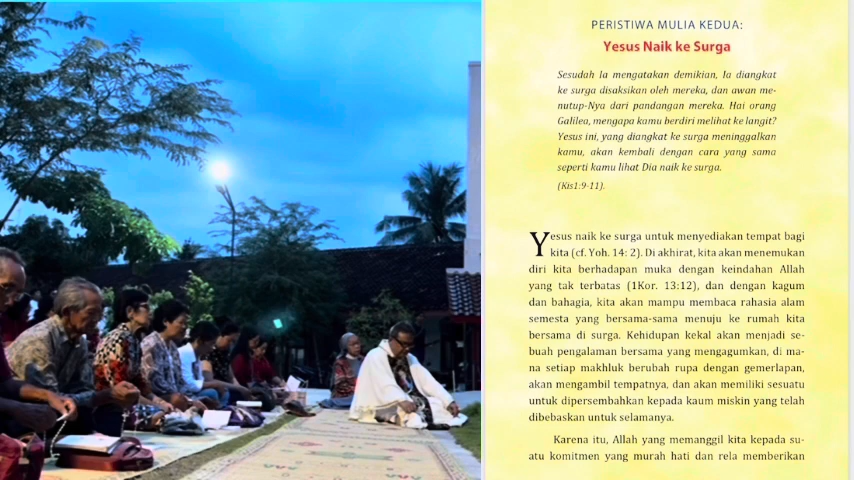 PERISTIWA MULIA KEDUA:
Yesus Naik ke Surga
Sesudah Ia mengatakan demikian, Ia diangkat
ke surga disaksikan oleh mereka, dan awan me-
nutup-Nya dari pandangan mereka. Hai orang
Galilea, mengapa kamu berdiri melihat ke langit?
Yesus ini, yang diangkat ke surga meninggalkan
kamu, akan kembali dengan cara yang sama
seperti kamu lihat Dia naik ke surga.
(Kis1:9-11).
Yesus naik ke surga untuk menyediakan tempat bagi
kita (cf. Yoh. 14: 2). Di akhirat, kita akan menemukan
diri kita berhadapan muka dengan keindahan Allah
yang tak terbatas (1Kor. 13:12), dan dengan kagum
dan bahagia, kita akan mampu membaca rahasia alam
semesta yang bersama-sama menuju ke rumah kita
bersama di surga. Kehidupan kekal akan menjadi se-
buah pengalaman bersama yang mengagumkan, di ma-
na setiap makhluk berubah rupa dengan gemerlapan,
akan mengambil tempatnya, dan akan memiliki sesuatu
untuk dipersembahkan kepada kaum miskin yang telah
dibebaskan untuk selamanya.
Karena itu, Allah yang memanggil kita kepada su-
atu komitmen yang murah hati dan rela memberikan